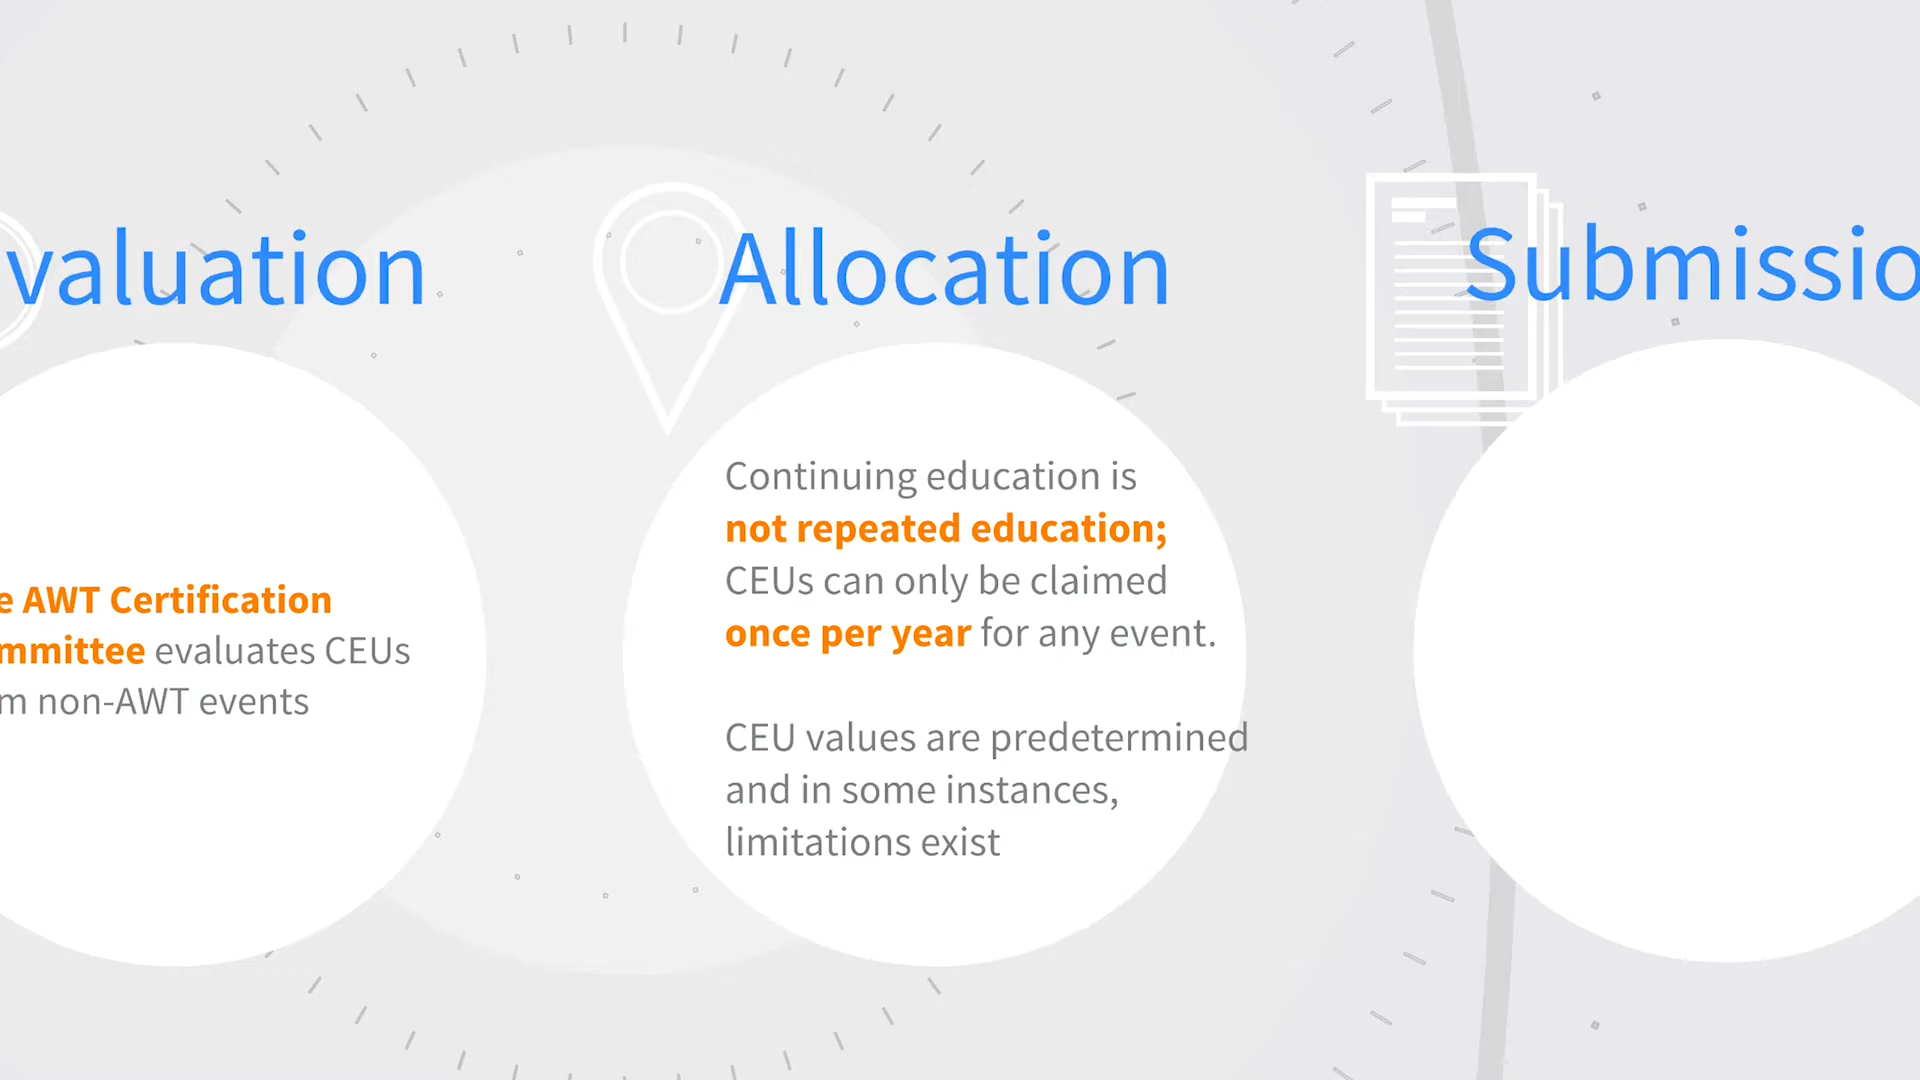 valuation
e AWT Certification
mmittee evaluates CEUs
m non-AWT events
Allocation
Continuing education is
not repeated education;
CEUs can only be claimed
once per year for any event.
CEU values are predetermined
and in some instances,
limitations exist
Submissio